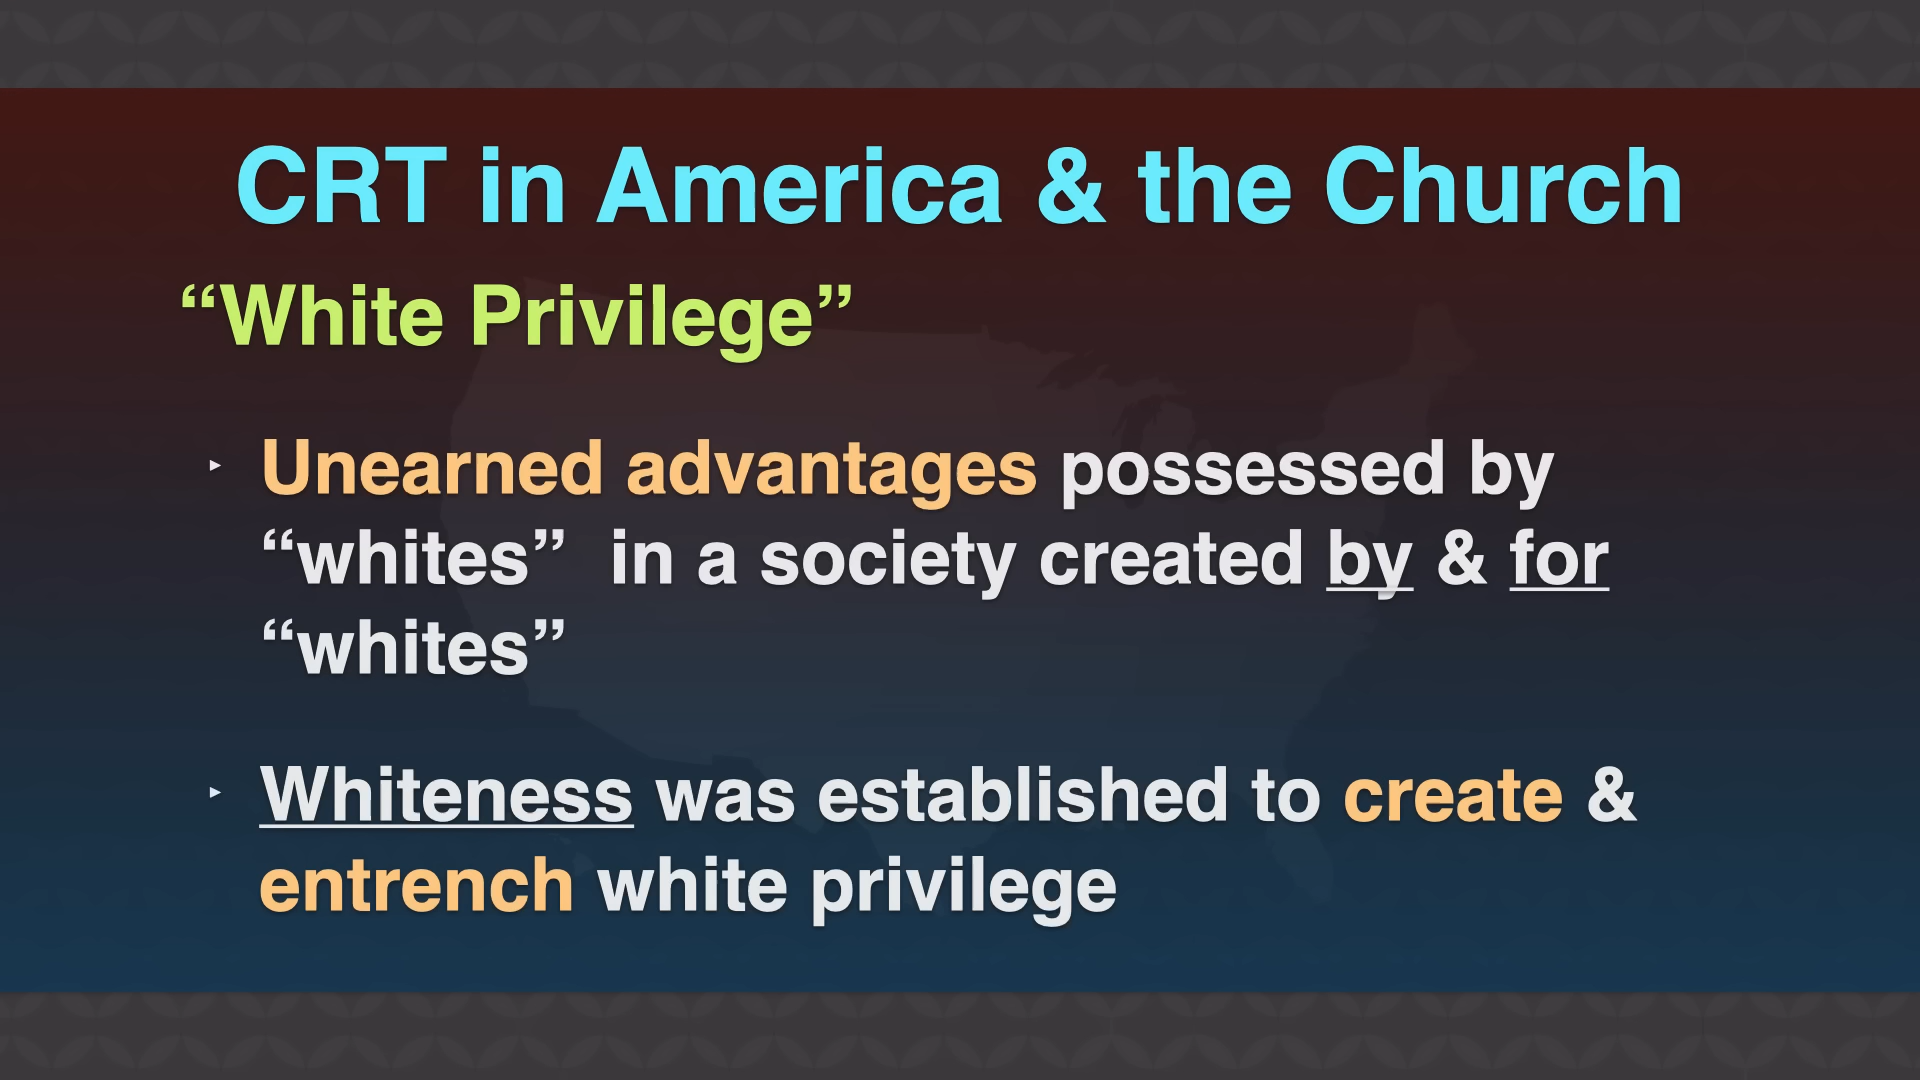 CRT in America & the Church
“White Privilege”
‣ Unearned advantages possessed by
“whites”  in a society created by & for
“whites”
‣ Whiteness was established to create &
entrench white privilege